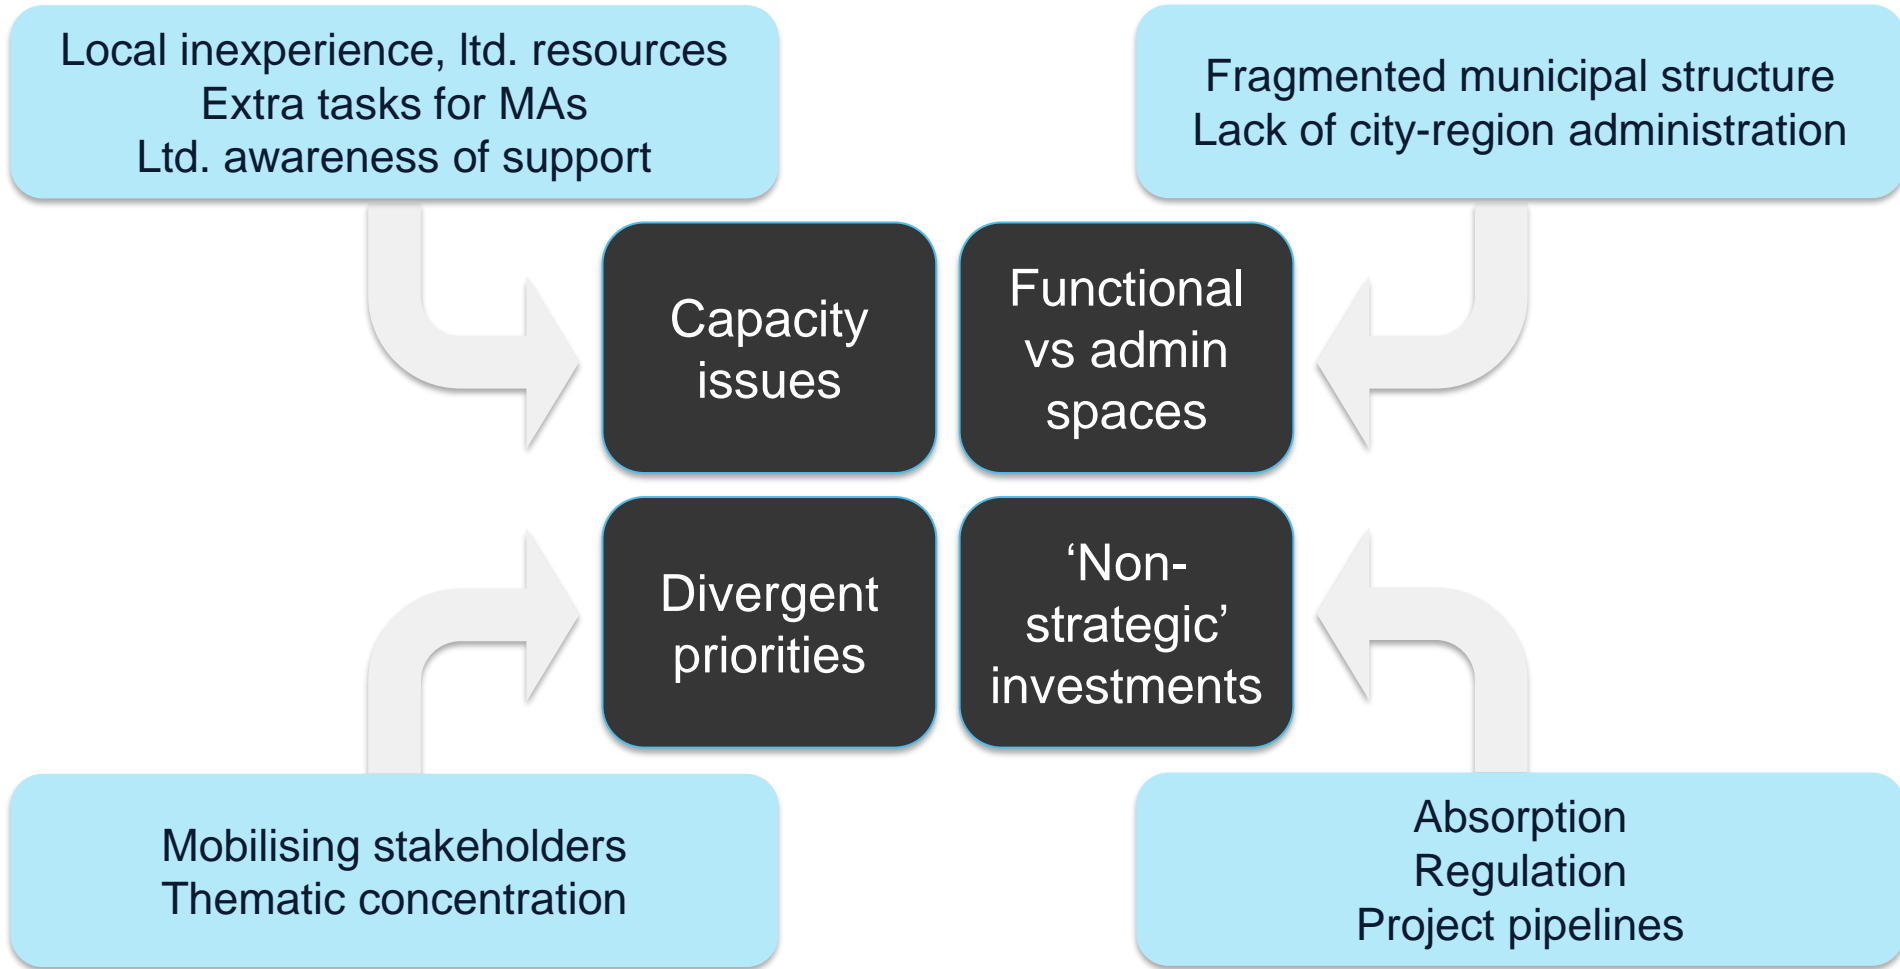 Local inexperience, ltd. resources
Extra tasks for MAs
Ltd. awareness of support
Fragmented municipal structure
Lack of city-region administration
Capacity
issues
Functional
vs admin
spaces
Divergent
priorities
‘Non-
strategic’
investments
Mobilising stakeholders
Thematic concentration
Absorption
Regulation
Project pipelines